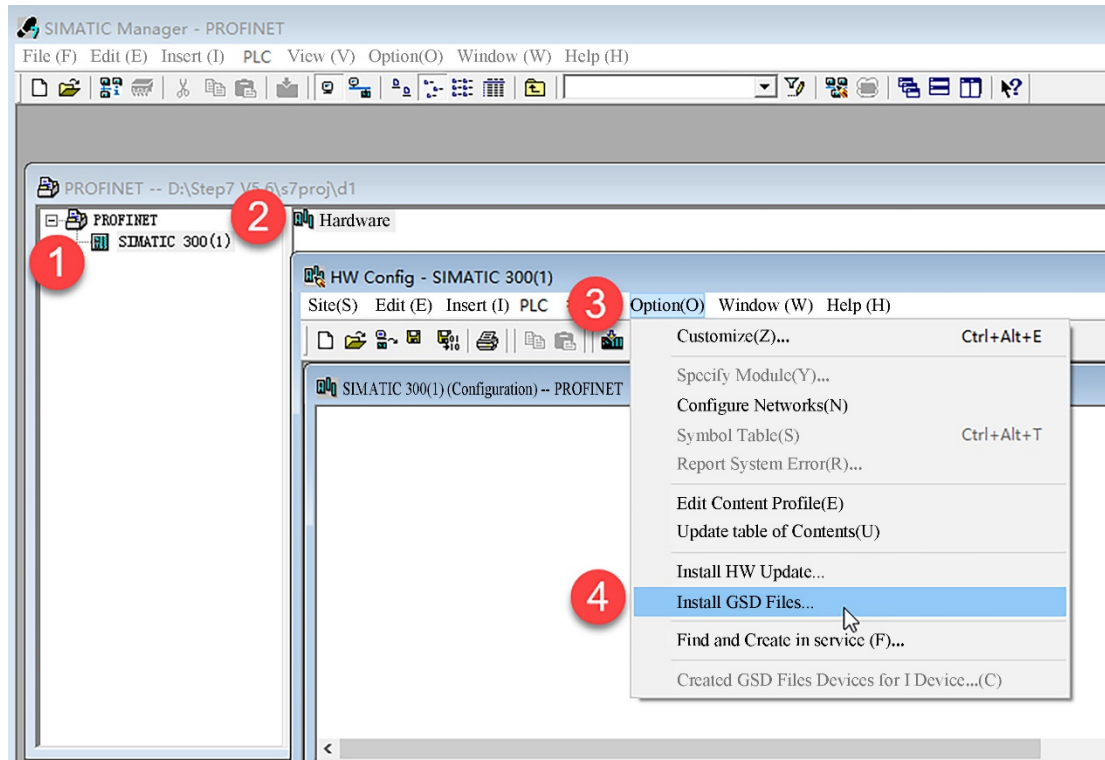 SIMATIC Manager - PROFINET
File (F) Edit (E) Insert (I) PLC View (V) Option(O) Window (W) Help (H)
PROFINET -- D:\Step7 V5.6\s7proj\d1
PROFINET
2
Hardware
SIMATIC 300(1)
1
HW Config - SIMATIC 300(1)
Site(S) Edit (E) Insert (I) PLC 3 Option(O) Window (W) Help (H)
Customize(Z)... Ctrl+Alt+E
SIMATIC 300(1) (Configuration) -- PROFINET
Specify Module(Y)...
Configure Networks(N)
Symbol Table(S) Ctrl+Alt+T
Report System Error(R)...
Edit Content Profile(E)
Update table of Contents(U)
Install HW Update...
4
Install GSD Files...
Find and Create in service (F)...
Created GSD Files Devices for I Device...(C)